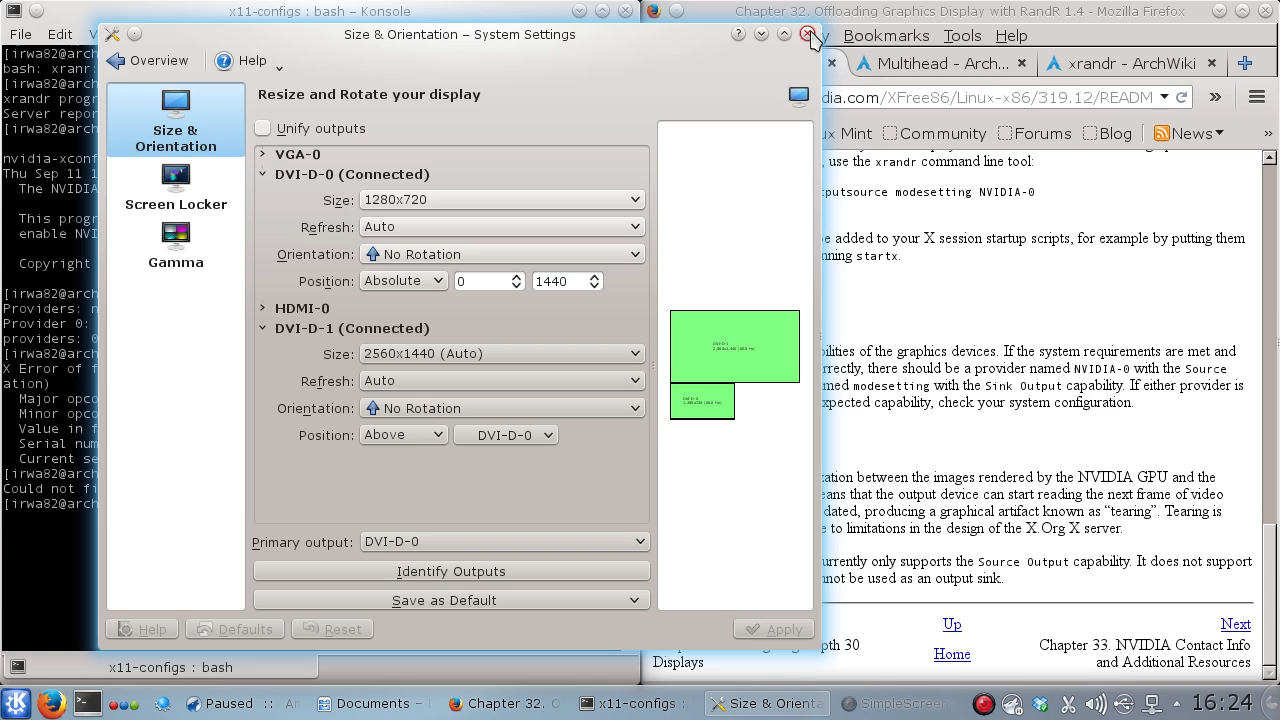 x11-configs : bash – Konsole
File Edit
[irwa82@arch
bash: xranr:
[irwa82@arch
xrandr progr
Server repor
[irwa82@arch
nvidia-xconf
Thu Sep 11 1
The NVIDIA
This progr
enable NVI
Copyright
[irwa82@arch
Providers: n
Provider 0:
providers: 0
[irwa82@arch
X Error of f
ation)
Major opco
Minor opco
Value in f
Serial num
Current se
[irwa82@arch
Could not fi
[irwa82@arch
x11-configs : bash
Size & Orientation – System Settings
Overview Help
Size &
Orientation
Screen Locker
Gamma
Resize and Rotate your display
Unify outputs
VGA-0
DVI-D-0 (Connected)
Size: 1280x720
Refresh: Auto
Orientation: No Rotation
Position: Absolute 0 1440
HDMI-0
DVI-D-1 (Connected)
Size: 2560x1440 (Auto)
Refresh: Auto
Orientation: No Rotation
Position: Above DVI-D-0
Primary output: DVI-D-0
Identify Outputs
Save as Default
DVI-D-1
DVI-D-0
Help Defaults Reset Apply
Chapter 32. Offloading Graphics Display with RandR 1.4 - Mozilla Firefox
y Bookmarks Tools Help
Multihead - Arch... xrandr - ArchWiki
dia.com/XFree86/Linux-x86/319.12/READM
ux Mint Community Forums Blog News
, use the xrandr command line tool:
putsource modesetting NVIDIA-0
be added to your X session startup scripts, for example by putting them
nning startx.
bilities of the graphics devices. If the system requirements are met and
rrectly, there should be a provider named NVIDIA-0 with the Source
med modesetting with the Sink Output capability. If either provider is
xpected capability, check your system configuration.
zation between the images rendered by the NVIDIA GPU and the
eans that the output device can start reading the next frame of video
dated, producing a graphical artifact known as “tearing”. Tearing is
e to limitations in the design of the X.Org X server.
urrently only supports the Source Output capability. It does not support
nnot be used as an output sink.
Up Next
pth 30
Displays
Home
Chapter 33. NVIDIA Contact Info
and Additional Resources
Paused :: Ar Documents – Chapter 32. O x11-configs : Size & Orienta SimpleScreen 16:24